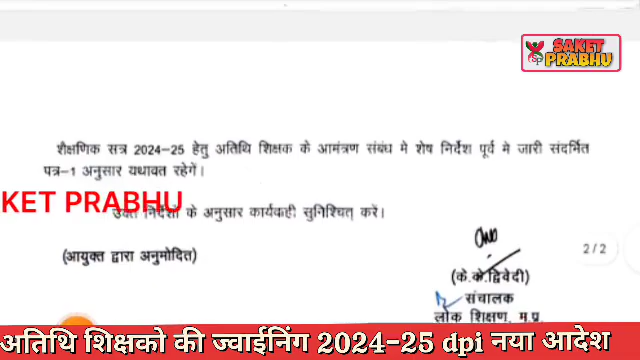 SAKET
PRABHU
शैक्षणिक सत्र 2024-25 हेतु अतिथि शिक्षक के आमंत्रण संबंध मे शेष निर्देश पूर्व मे जारी संदर्भित
पत्र-1 अनुसार यथावत रहेगें।
KET PRABHU
उक्त निर्देशों के अनुसार कार्यवाही सुनिश्चित करें।
(आयुक्त द्वारा अनुमोदित)
2/2
(के.के.द्विवेदी)
संचालक
लोक शिक्षण, म.प्र.
अतिथि शिक्षको की ज्वाईनिंग 2024-25 dpi नया आदेश